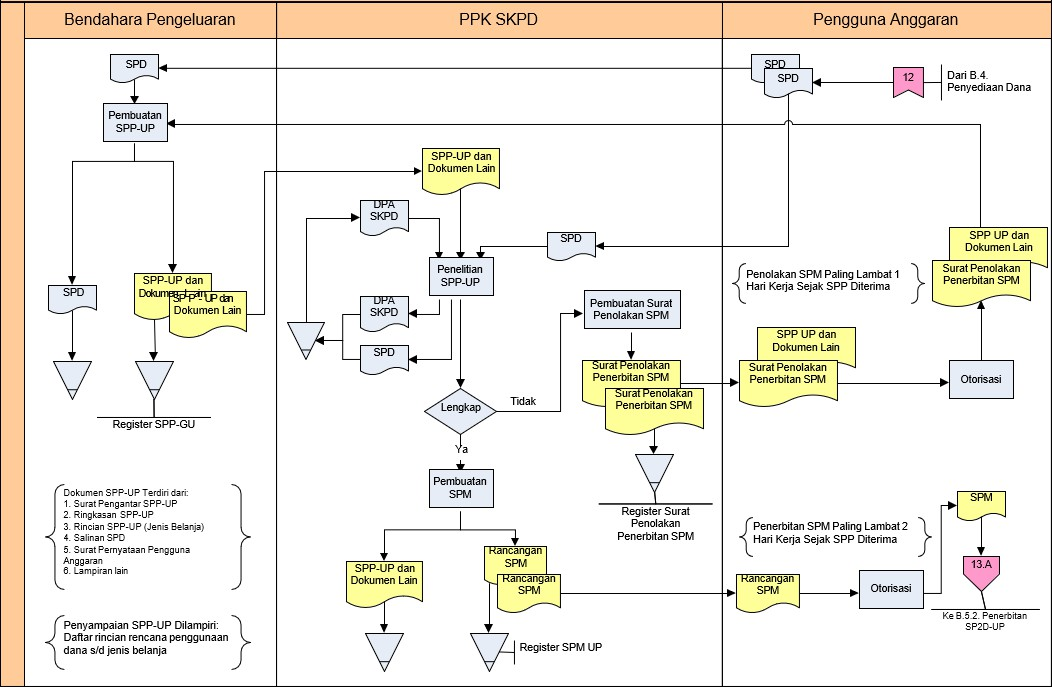 Bendahara Pengeluaran
PPK SKPD
Pengguna Anggaran
SPD
SPD
SPD
12
Dari B.4.
Penyediaan Dana
Pembuatan
SPP-UP
SPP-UP dan
Dokumen Lain
DPA
SKPD
SPD
SPP UP dan
Dokumen Lain
Surat Penolakan
Penerbitan SPM
Penolakan SPM Paling Lambat 1
Hari Kerja Sejak SPP Diterima
Penelitian
SPP-UP
SPD
SPP-UP dan
Dokumen Lain
SPP - UP dan
Dokumen Lain
DPA
SKPD
SPD
Pembuatan Surat
Penolakan SPM
SPP UP dan
Dokumen Lain
Surat Penolakan
Penerbitan SPM
Otorisasi
Surat Penolakan
Penerbitan SPM
Surat Penolakan
Penerbitan SPM
Lengkap
Tidak
Ya
Register SPP-GU
Pembuatan
SPM
Register Surat
Penolakan
Penerbitan SPM
Dokumen SPP-UP Terdiri dari:
1. Surat Pengantar SPP-UP
2. Ringkasan SPP-UP
3. Rincian SPP-UP (Jenis Belanja)
4. Salinan SPD
5. Surat Pernyataan Pengguna
Anggaran
6. Lampiran lain
Penerbitan SPM Paling Lambat 2
Hari Kerja Sejak SPP Diterima
SPM
13.A
SPP-UP dan
Dokumen Lain
Rancangan
SPM
Rancangan
SPM
Rancangan
SPM
Otorisasi
Ke B.5.2. Penerbitan
SP2D-UP
Penyampaian SPP-UP Dilampiri:
Daftar rincian rencana penggunaan
dana s/d jenis belanja
Register SPM UP